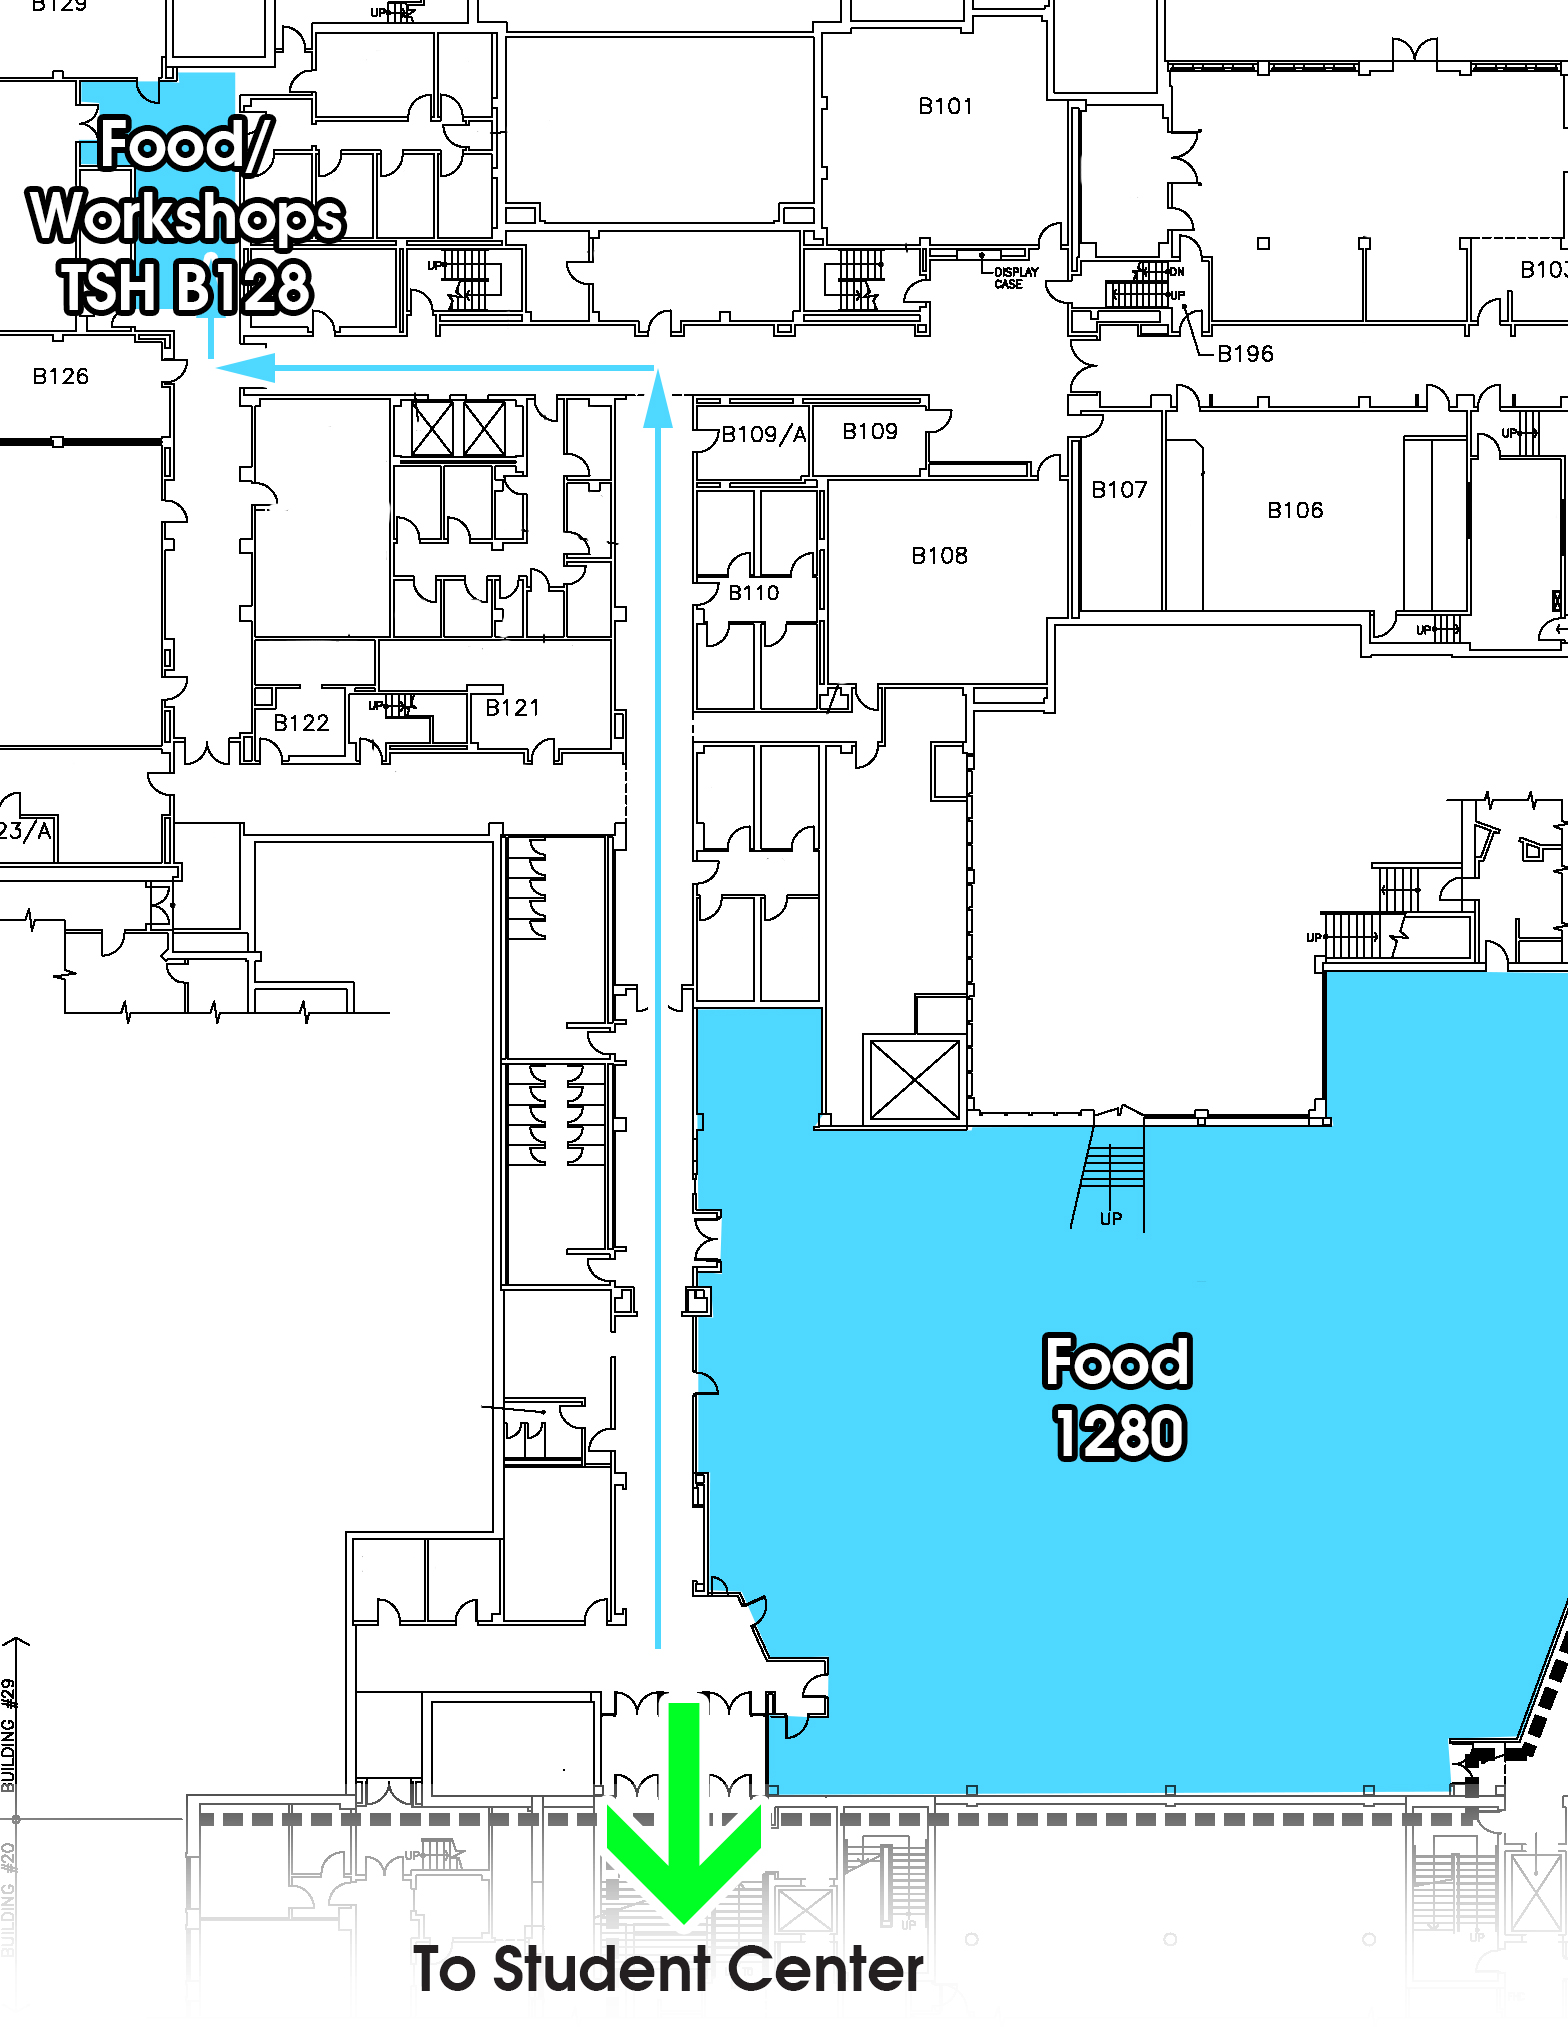 B129
UP
B101
Food/
Workshops
TSH B128
UP
UP
DISPLAY
CASE
DN
UP
B103
B196
B126
B109/A
B109
UP
B107
B106
B108
B110
UP
B122
UP
B121
23/A
UP
UP
Food
1280
BUILDING #29
BUILDING #20
UP
UP
UP
To Student Center